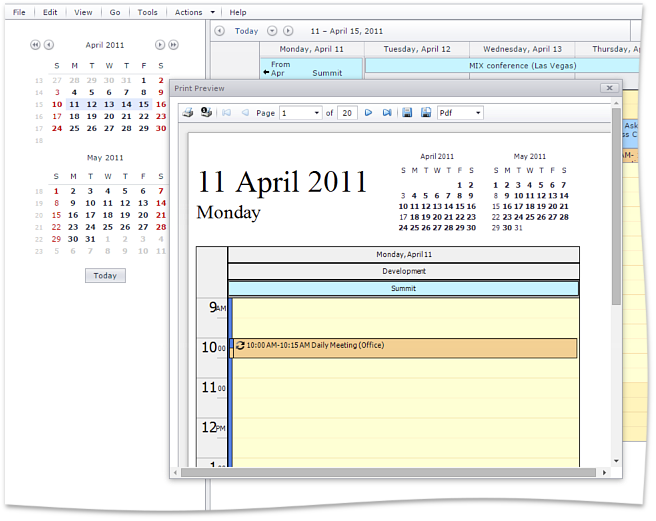 File Edit View Go Tools Actions Help
Today 11 – April 15, 2011
April 2011
S M T W T F S
13 27 28 29 30 31 1 2
14 3 4 5 6 7 8 9
15 10 11 12 13 14 15 16
16 17 18 19 20 21 22 23
17 24 25 26 27 28 29 30
18
May 2011
S M T W T F S
18 1 2 3 4 5 6 7
19 8 9 10 11 12 13 14
20 15 16 17 18 19 20 21
21 22 23 24 25 26 27 28
22 29 30 31 1 2 3 4
23 5 6 7 8 9 10 11
Today
Monday, April 11 Tuesday, April 12 Wednesday, April 13 Thursday, Ap
From
Apr Summit
MIX conference (Las Vegas)
Print Preview
Page 1 of 20 Pdf
11 April 2011
Monday
April 2011
S M T W T F S
1 2
3 4 5 6 7 8 9
10 11 12 13 14 15 16
17 18 19 20 21 22 23
24 25 26 27 28 29 30
May 2011
S M T W T F S
1 2 3 4 5 6 7
8 9 10 11 12 13 14
15 16 17 18 19 20 21
22 23 24 25 26 27 28
29 30 31
Monday, April 11
Development
Summit
9 AM
10 00
10:00 AM-10:15 AM Daily Meeting (Office)
11 00
12 PM
Ask
ss C
AM-